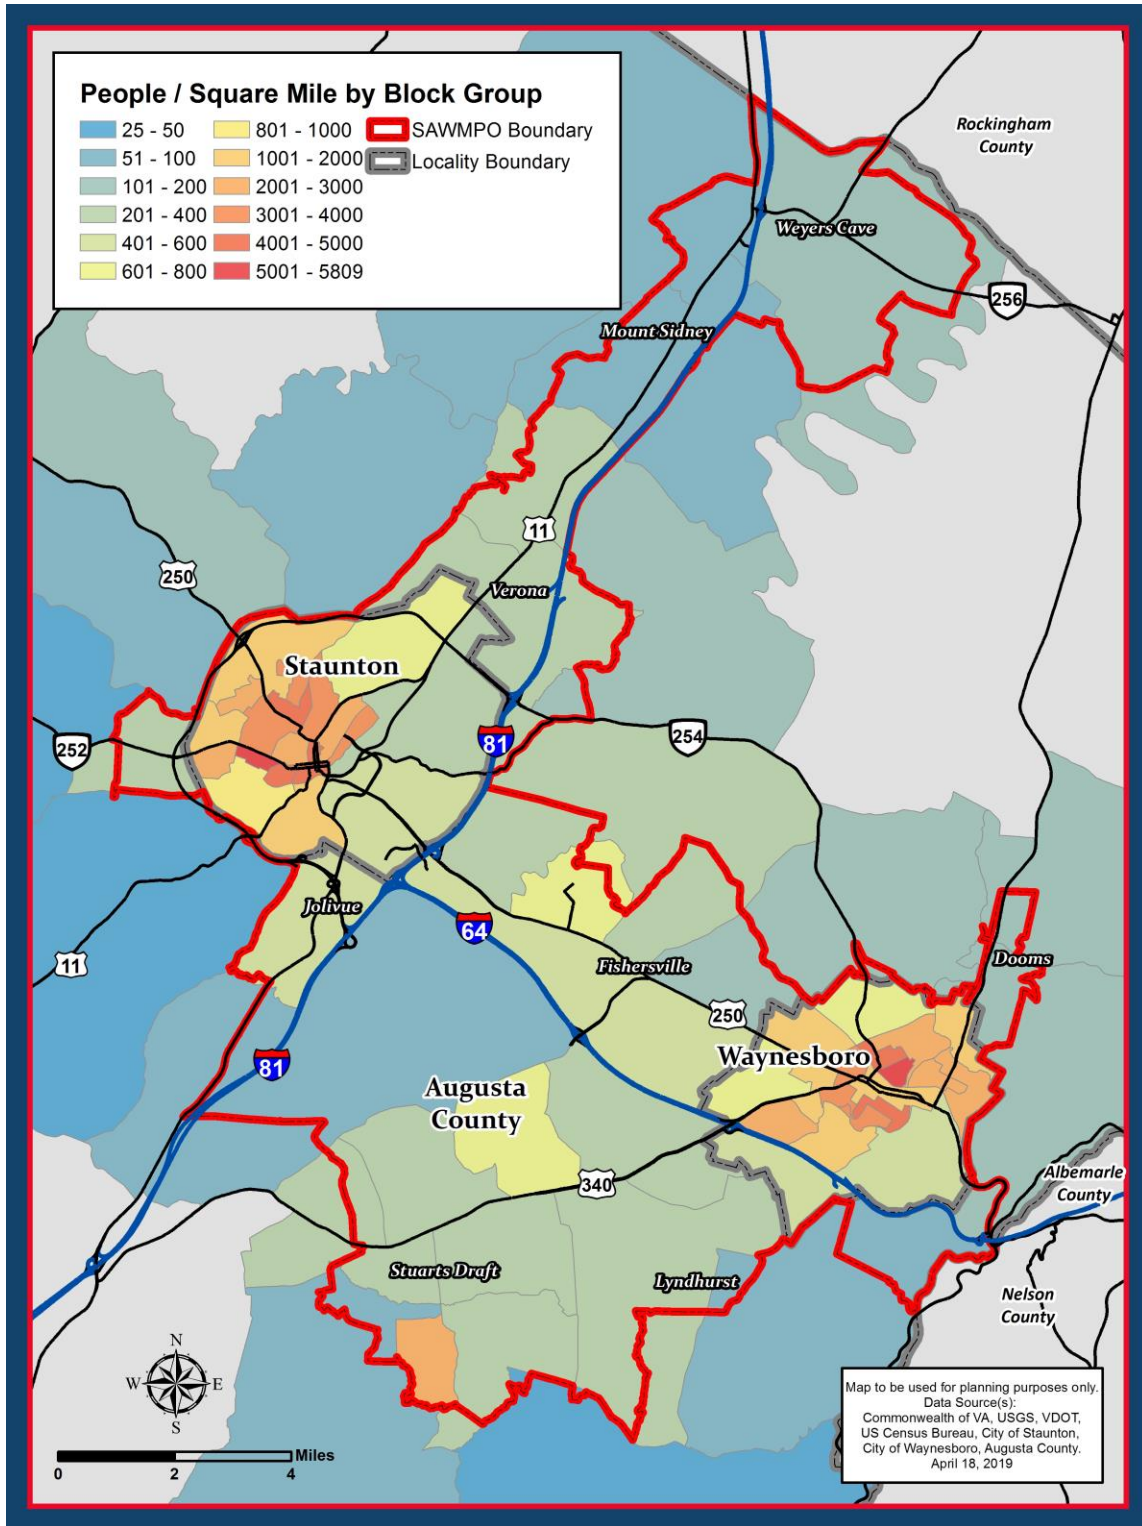 People / Square Mile by Block Group
25 - 50
51 - 100
101 - 200
201 - 400
401 - 600
601 - 800
801 - 1000
1001 - 2000
2001 - 3000
3001 - 4000
4001 - 5000
5001 - 5809
SAWMPO Boundary
Locality Boundary
Rockingham
County
Weyers Cave
256
Mount Sidney
11
250
Verona
Staunton
252
81
254
Jolivue
64
11
Fishersville
Dooms
250
Waynesboro
81
Augusta
County
340
Albemarle
County
Stuarts Draft
Lyndhurst
Nelson
County
N
W
E
S
Miles
0
2
4
Map to be used for planning purposes only.
Data Source(s):
Commonwealth of VA, USGS, VDOT,
US Census Bureau, City of Staunton,
City of Waynesboro, Augusta County.
April 18, 2019